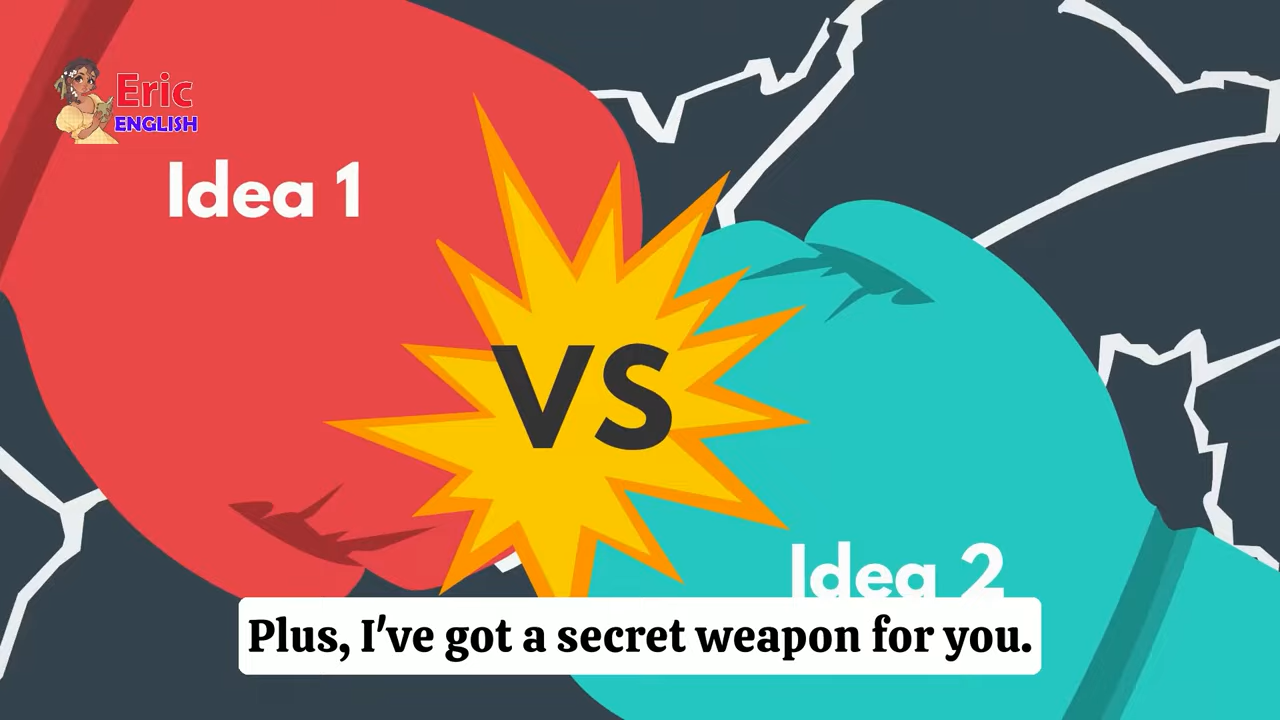 Eric
ENGLISH
Idea 1
VS
Idea 2
Plus, I've got a secret weapon for you.